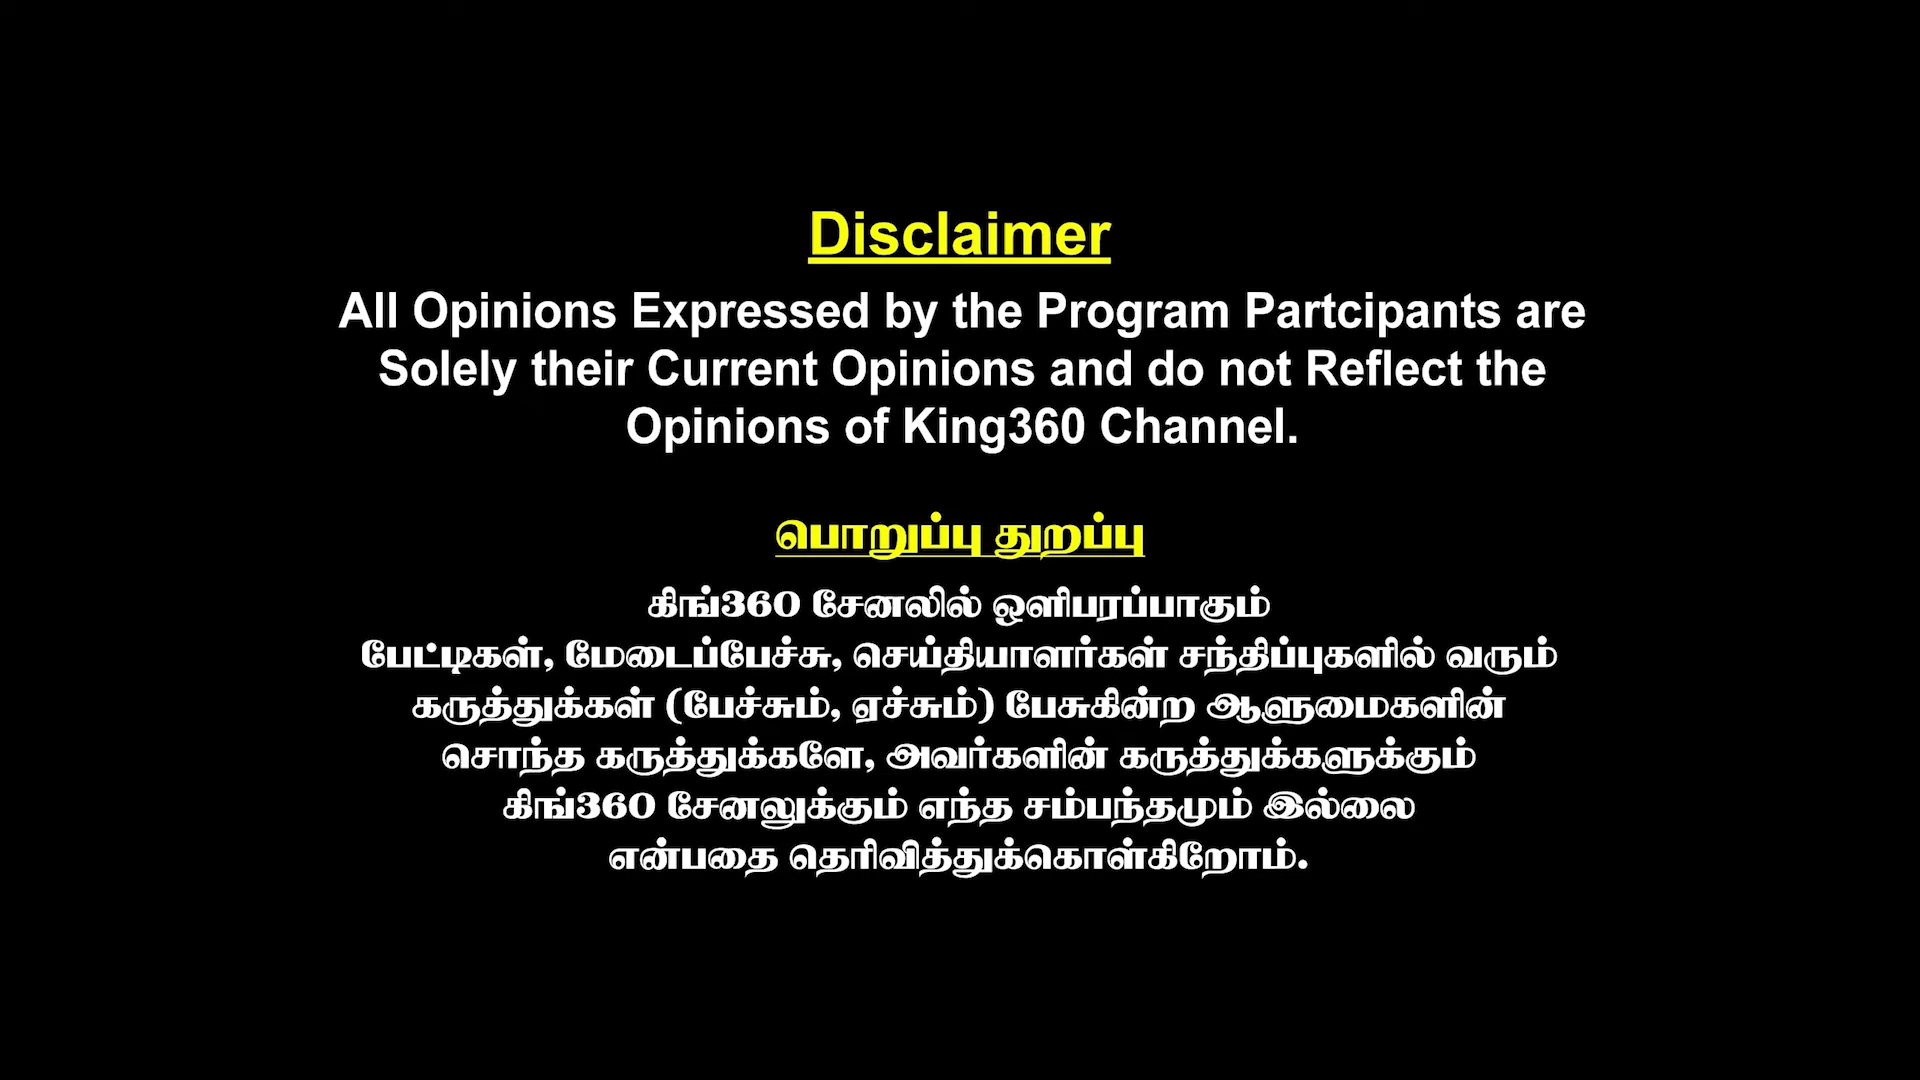 Disclaimer
All Opinions Expressed by the Program Partcipants are
Solely their Current Opinions and do not Reflect the
Opinions of King360 Channel.
பொறுப்பு துறப்பு
கிங்360 சேனலில் ஒளிபரப்பாகும்
பேட்டிகள், மேடைப்பேச்சு, செய்தியாளர்கள் சந்திப்புகளில் வரும்
கருத்துக்கள் (பேச்சும், ஏச்சும்) பேசுகின்ற ஆளுமைகளின்
சொந்த கருத்துக்களே, அவர்களின் கருத்துக்களுக்கும்
கிங்360 சேனலுக்கும் எந்த சம்பந்தமும் இல்லை
என்பதை தெரிவித்துக்கொள்கிறோம்.